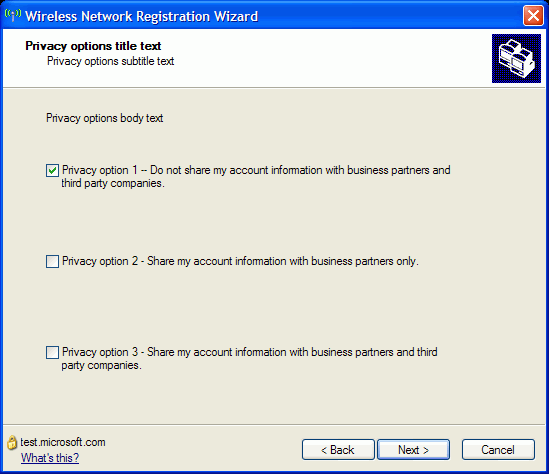 Wireless Network Registration Wizard
Privacy options title text
Privacy options subtitle text
Privacy options body text
Privacy option 1 -- Do not share my account information with business partners and
third party companies.
Privacy option 2 - Share my account information with business partners only.
Privacy option 3 - Share my account information with business partners and third
party companies.
test.microsoft.com
What's this?
< Back
Next >
Cancel